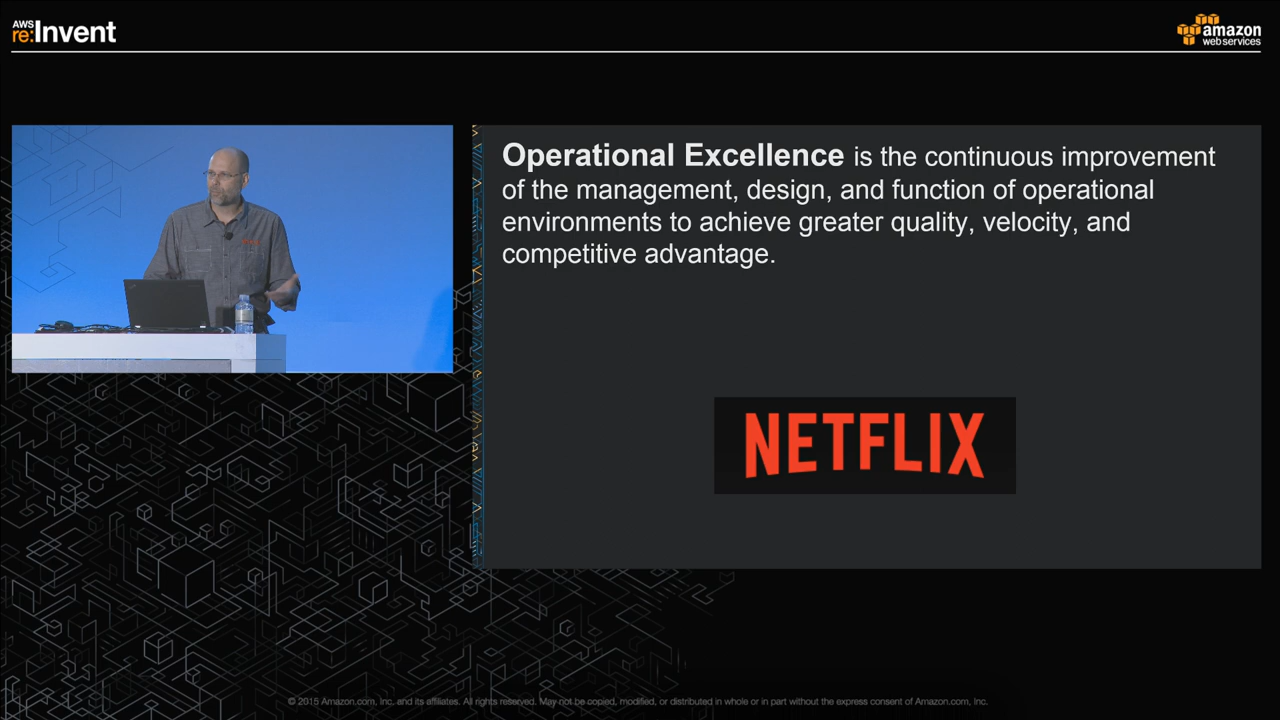 AWS
re:Invent
amazon
web services
Operational Excellence is the continuous improvement
of the management, design, and function of operational
environments to achieve greater quality, velocity, and
competitive advantage.
NETFLIX
© 2015 Amazon.com, Inc. and its affiliates. All rights reserved. May not be copied, modified, or distributed in whole or in part without the express consent of Amazon.com, Inc.